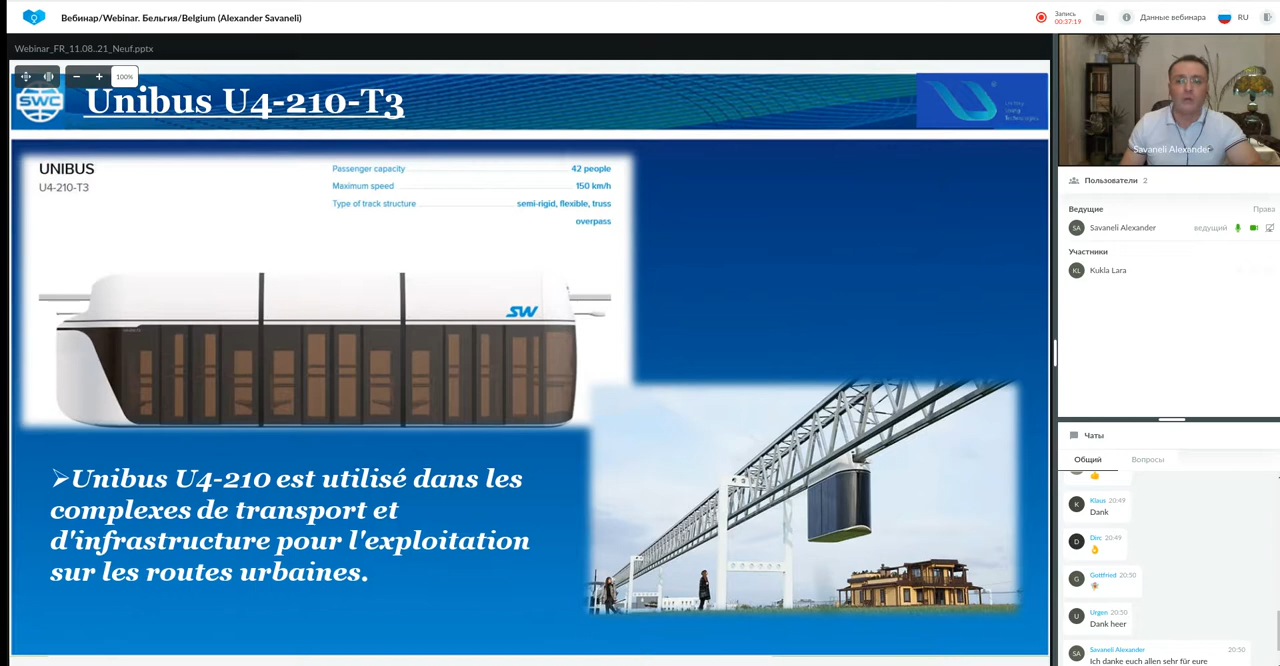 Вебинар/Webinar. Бельгия/Belgium (Alexander Savaneli)
Запись
00:37:19
Данные вебинара
RU
Webinar_FR_11.08..21_Neuf.pptx
100%
SWC
Unibus U4-210-T3
UNIBUS
U4-210-T3
Passenger capacity 42 people
Maximum speed 150 km/h
Type of track structure semi-rigid, flexible, truss
overpass
SW
➢Unibus U4-210 est utilisé dans les
complexes de transport et
d'infrastructure pour l'exploitation
sur les routes urbaines.
Savaneli Alexander
Пользователи 2
Ведущие
Права
SA
Savaneli Alexander
ведущий
Участники
KL
Kukla Lara
Чаты
Общий
Вопросы
K
Klaus 20:49
Dank
D
Dirc 20:49
G
Gottfried 20:50
U
Urgen 20:50
Dank heer
SA
Savaneli Alexander 20:50
Ich danke euch allen sehr für eure